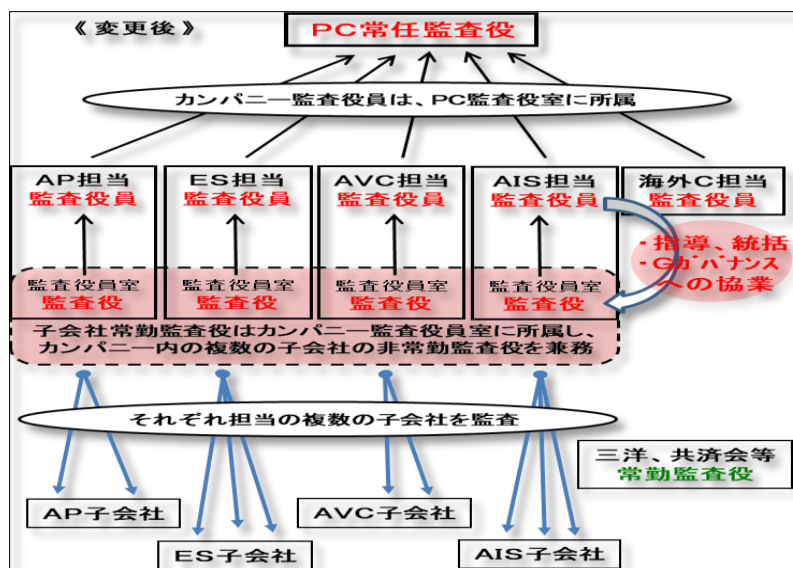 《変更後》
PC常任監査役
カンパニー監査役員は、PC監査役室に所属
AP担当
監査役員
ES担当
監査役員
AVC担当
監査役員
AIS担当
監査役員
海外C担当
監査役員
・指導、統括
・Gガバナンス
への協業
監査役員室
監査役
監査役員室
監査役
監査役員室
監査役
監査役員室
監査役
子会社常勤監査役はカンパニー監査役員室に所属し、
カンパニー内の複数の子会社の非常勤監査役を兼務
それぞれ担当の複数の子会社を監査
三洋、共済会等
常勤監査役
AP子会社
AVC子会社
ES子会社
AIS子会社